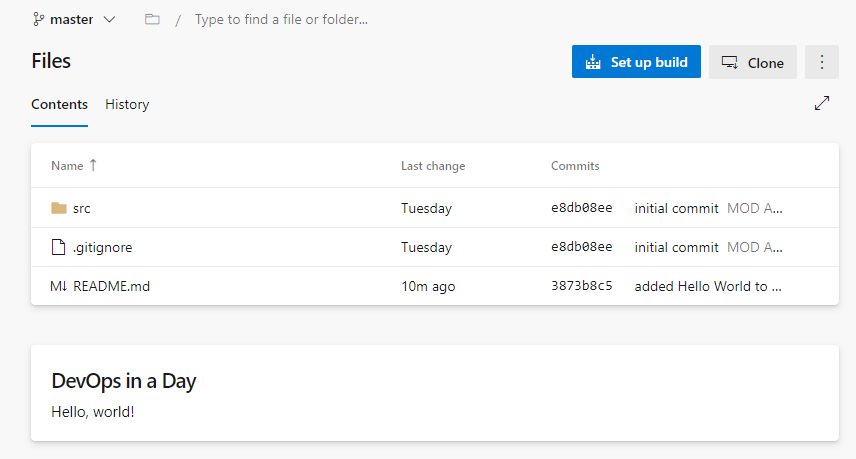 master / Type to find a file or folder...
Files Set up build Clone
Contents History
Name Last change Commits
src Tuesday e8db08ee initial commit MOD A...
.gitignore Tuesday e8db08ee initial commit MOD A...
M↓ README.md 10m ago 3873b8c5 added Hello World to ...
DevOps in a Day
Hello, world!